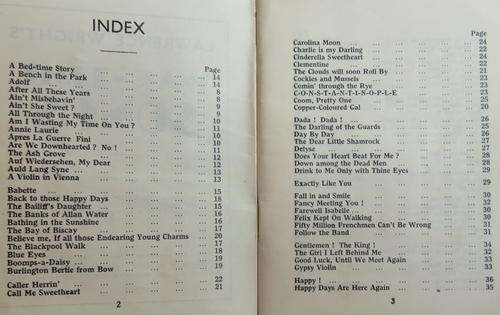 INDEX
Page
A Bed-time Story ... ... ... ... 14
A Bench in the Park ... ... ... 14
Adolf ... ... ... ... ... 8
After All These Years ... ... ... 8
Ain't Misbehavin' ... ... ... ... 9
Ain't She Sweet ? ... ... ... ... 9
All Through the Night ... ... ... 9
Am I Wasting My Time On You ? ... ... 10
Annie Laurie ... ... ... ... 11
Apres la Guerre Fini ... ... ... 10
Are We Downhearted ? No ! ... ... ... 11
The Ash Grove ... ... ... ... 12
Auf Wiedersehen, My Dear ... ... ... 12
Auld Lang Syne ... ... ... ... 13
A Violin in Vienna ... ... ... ... 13
Babette ... ... ... ... ... 15
Back to those Happy Days ... ... ... 18
The Bailiff's Daughter ... ... ... 15
The Banks of Allan Water ... ... ... 16
Bathing in the Sunshine ... ... ... 16
The Bay of Biscay ... ... ... ... 17
Believe me, If all those Endearing Young Charms ... 20
The Blackpool Walk ... ... ... ... 17
Blue Eyes ... ... ... ... ... 18
Boomps-a-Daisy ... ... ... ... 19
Burlington Bertie from Bow ... ... ... 19
Caller Herrin' ... ... ... ... 22
Call Me Sweetheart ... ... ... ... 21
2
Page
Carolina Moon ... ... ... ... 24
Charlie is my Darling ... ... ... 22
Cinderella Sweetheart ... ... ... 24
Clementine ... ... ... ... 22
The Clouds will soon Roll By ... ... 21
Cockles and Mussels ... ... ... 23
Comin' through the Rye ... ... ... 23
C-O-N-S-T-A-N-T-I-N-O-P-L-E ... ... 23
Coom, Pretty One ... ... ... ... 25
Copper-Coloured Gal ... ... ... 20
Dada ! Dada ! ... ... ... ... 26
The Darling of the Guards ... ... ... 25
Day By Day ... ... ... ... 26
The Dear Little Shamrock ... ... ... 27
Delyse ... ... ... ... ... 27
Does Your Heart Beat For Me ? ... ... 28
Down among the Dead Men ... ... ... 28
Drink to Me Only with Thine Eyes ... ... 29
Exactly Like You ... ... ... ... 29
Fall in and Smile ... ... ... ... 30
Fancy Meeting You ! ... ... ... 32
Farewell Isabelle ... ... ... ... 30
Felix Kept On Walking ... ... ... 30
Fifty Million Frenchmen Can't Be Wrong ... 31
Follow the Band ... ... ... ... 31
Gentlemen ! The King ! ... ... ... 34
The Girl I Left Behind Me ... ... ... 32
Good Luck, Until We Meet Again ... ... 33
Gypsy Violin ... ... ... ... 33
Happy ! ... ... ... ... ... 36
Happy Days Are Here Again ... ... ... 35
3